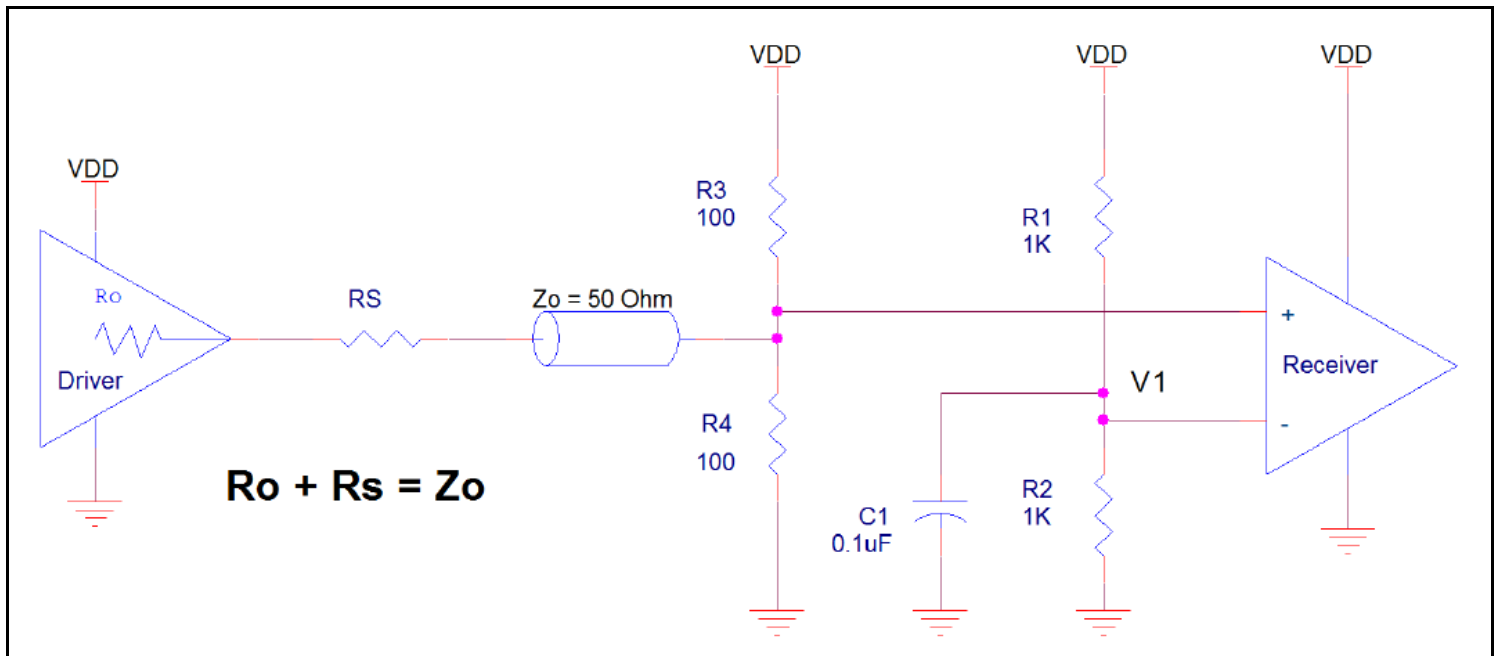 VDD
VDD
VDD
VDD
R3
100
R1
1K
Ro
RS
Zo = 50 Ohm
+
Receiver
-
Driver
V1
R4
100
Ro + Rs = Zo
C1
0.1uF
R2
1K